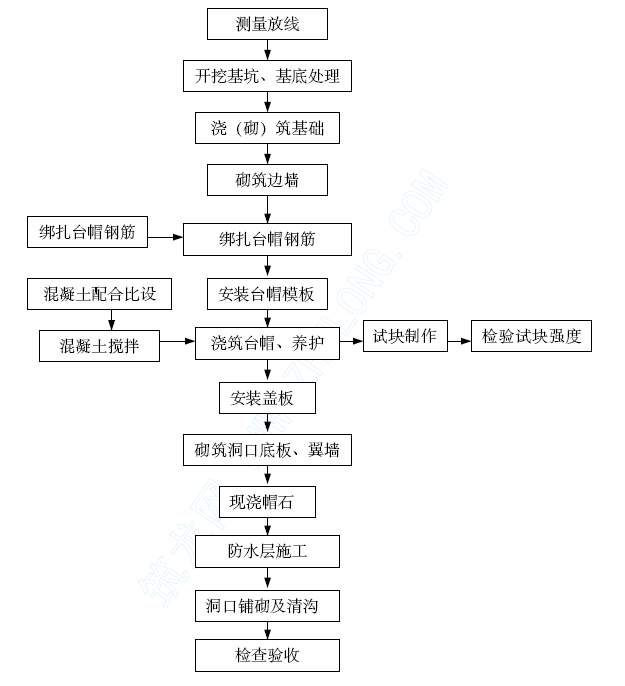 测量放线
开挖基坑、基底处理
浇（砌）筑基础
砌筑边墙
绑扎台帽钢筋
绑扎台帽钢筋
混凝土配合比设
安装台帽模板
混凝土搅拌
浇筑台帽、养护
试块制作
检验试块强度
安装盖板
砌筑洞口底板、翼墙
现浇帽石
防水层施工
洞口铺砌及清沟
检查验收